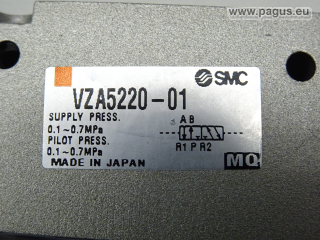 www.pagus.eu
SMC
VZA5220-01
SUPPLY PRESS.
0.1~0.7MPa
PILOT PRESS.
0.1~0.7MPa
MADE IN JAPAN
A B
R1 P R2
MO